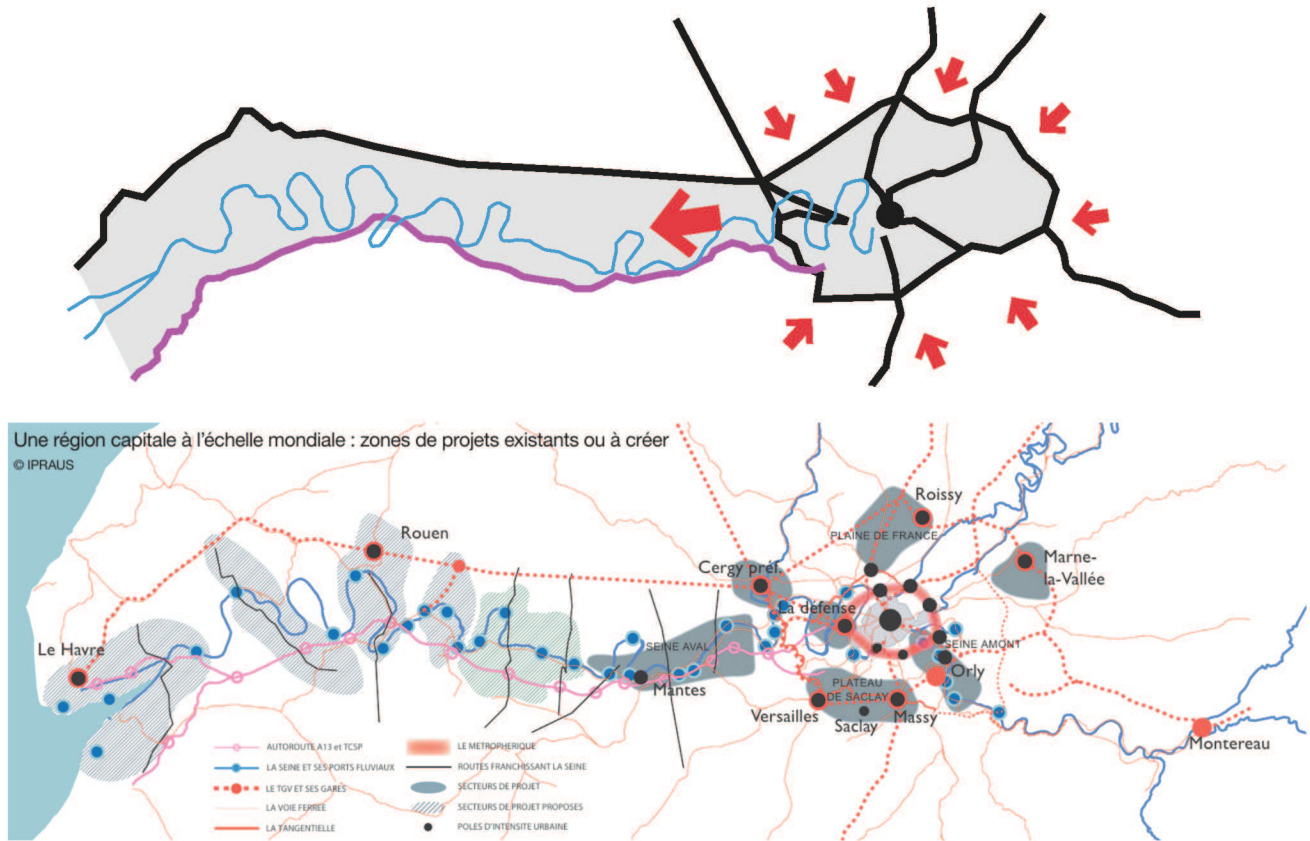 Une région capitale à l'échelle mondiale : zones de projets existants ou à créer
© IPRAUS
Roissy
PLAINE DE FRANCE
Rouen
Marne-
la-Vallée
Cergy préf.
La défense
Le Havre
SEINE AVAL
SEINE AMONT
Mantes
Orly
PLATEAU
DE SACLAY
Versailles
Saclay
Massy
Montereau
AUTOROUTE A13 et TCSP
LA SEINE ET SES PORTS FLUVIAUX
LE TGV ET SES GARES
LA VOIE FERREE
LA TANGENTIELLE
LE METROPHERIQUE
ROUTES FRANCHISSANT LA SEINE
SECTEURS DE PROJET
SECTEURS DE PROJET PROPOSES
POLES D'INTENSITE URBAINE